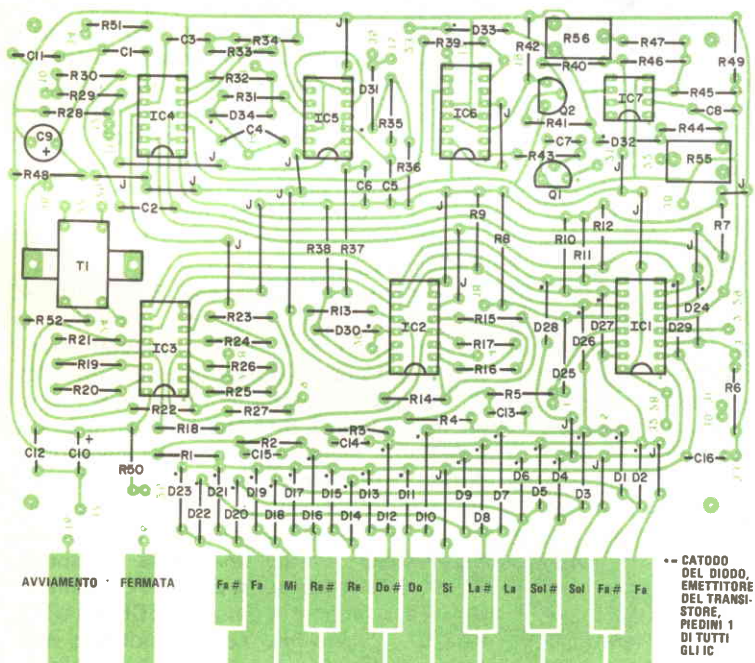 R51
C11
C1
C3
R34
R33
D33
R39
R42
R56
R47
R46
R49
R40
R30
R29
R28
IC4
R32
R31
D34
C4
IC5
D31
R35
R36
IC6
Q2
R41
IC7
R45
C8
R44
C9
+
C7
D32
R43
R55
R48
J
J
J
J
C6
C5
J
Q1
J
J
C2
R9
R8
R12
R7
R10
R11
T1
R38
R37
J
J
J
D24
R52
R21
R19
R20
IC3
R23
R24
R26
R25
R13
D30
IC2
R15
R17
R16
D28
D27
D26
D25
IC1
D29
R6
R22
R27
R14
R5
C13
R4
R18
R3
C14
R2
C15
R1
J
J
J
C12
C10
+
R50
C16
D23
D21
D19
D17
D15
D13
D11
D9
D7
D6
D4
D1
D2
D22
D20
D18
D16
D14
D12
D10
D8
D5
D3
AVVIAMENTO
FERMATA
Fa #
Fa
Mi
Re #
Re
Do #
Do
Si
La #
La
Sol #
Sol
Fa #
Fa
•-- CATODO
DEL DIODO,
EMETTITORE
DEL TRANSI-
STORE,
PIEDINI 1
DI TUTTI
GLI IC